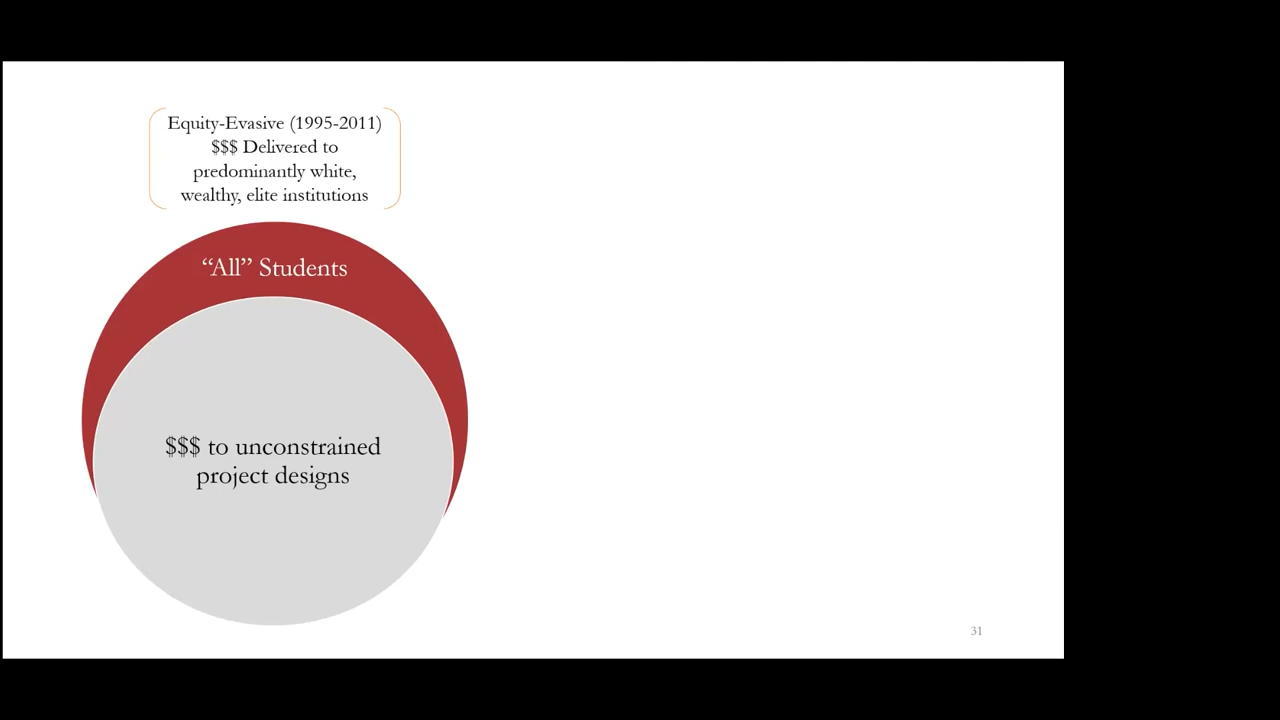 Equity-Evasive (1995-2011)
$$$ Delivered to
predominantly white,
wealthy, elite institutions
“All” Students
$$$ to unconstrained
project designs
31